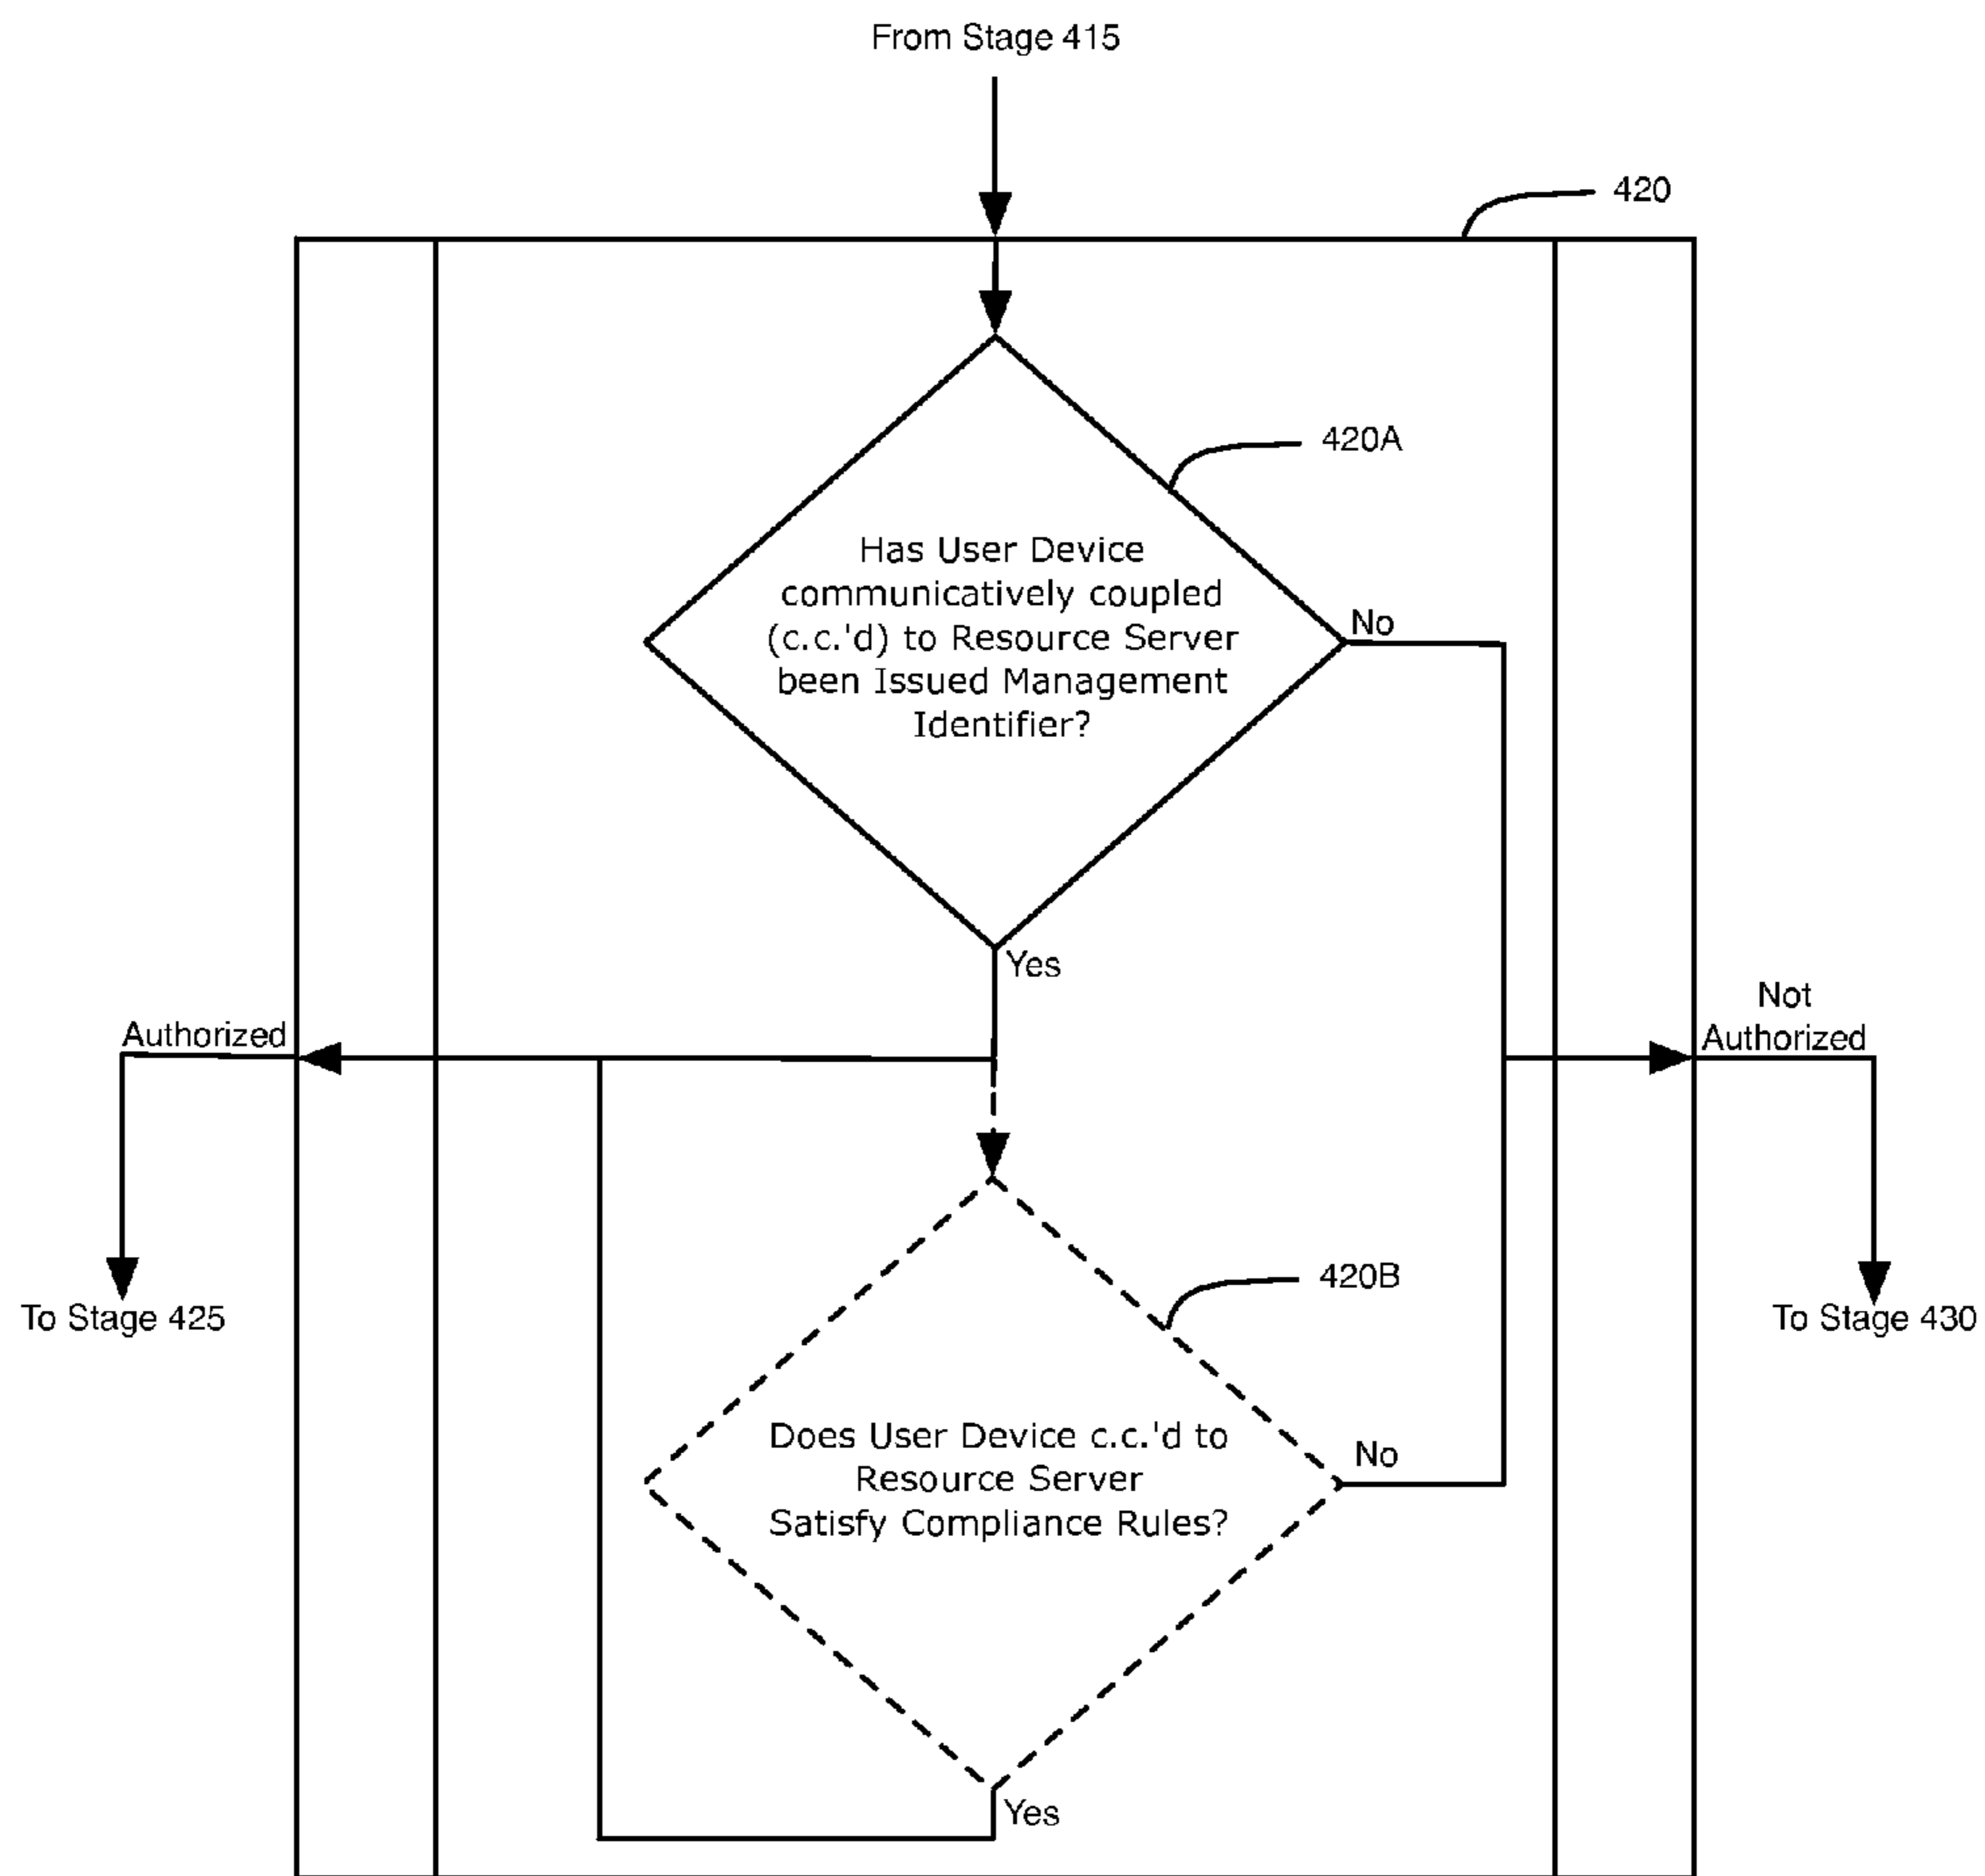 From Stage 415
420
420A
Has User Device
communicatively coupled
(c.c.'d) to Resource Server
been Issued Management
Identifier?
No
Yes
Authorized
Not
Authorized
420B
To Stage 425
To Stage 430
Does User Device c.c.'d to
Resource Server
Satisfy Compliance Rules?
No
Yes